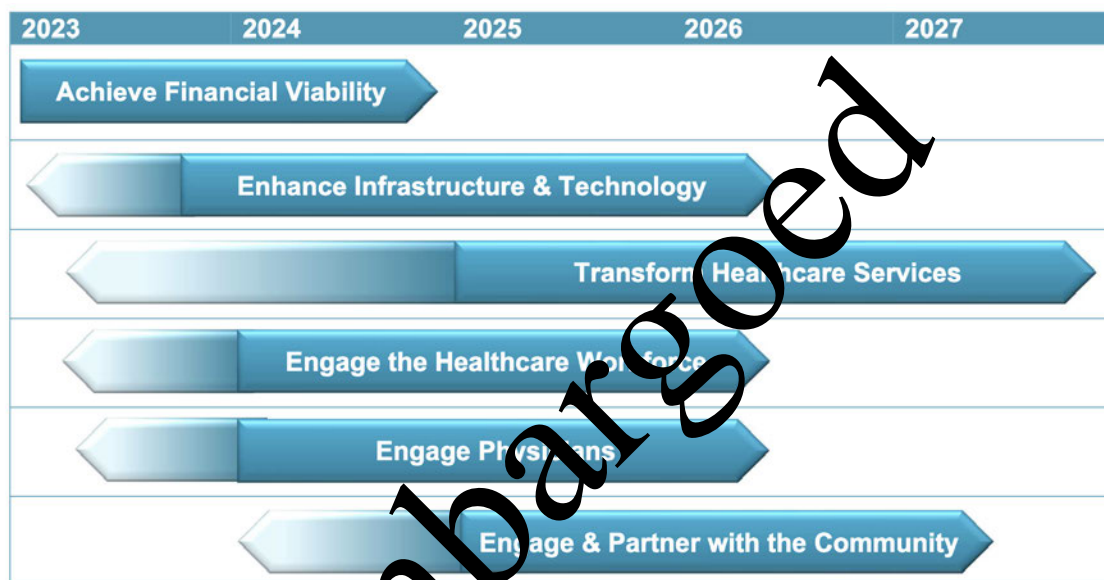 2023 2024 2025 2026 2027
Achieve Financial Viability
Enhance Infrastructure & Technology
Transform Healthcare Services
Engage the Healthcare Workforce
Engage Physicians
Engage & Partner with the Community
bargoed